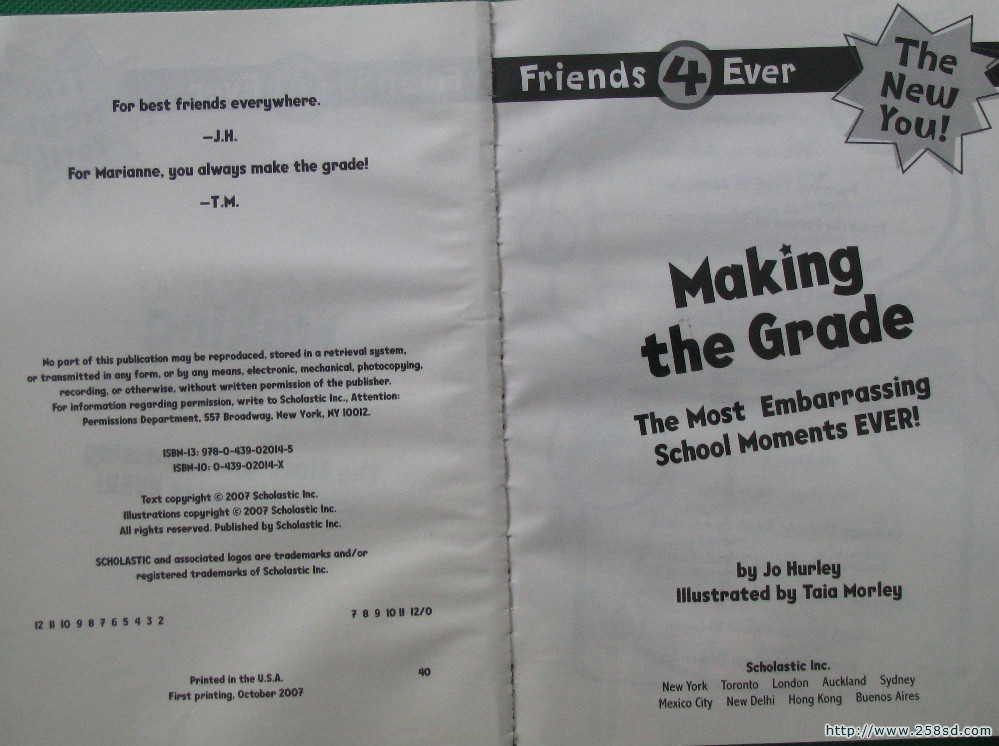 For best friends everywhere.
—J.H.
For Marianne, you always make the grade!
—T.M.
No part of this publication may be reproduced, stored in a retrieval system,
or transmitted in any form, or by any means, electronic, mechanical, photocopying,
recording, or otherwise, without written permission of the publisher.
For information regarding permission, write to Scholastic Inc., Attention:
Permissions Department, 557 Broadway, New York, NY 10012.
ISBN-13: 978-0-439-02014-5
ISBN-10: 0-439-02014-X
Text copyright © 2007 Scholastic Inc.
Illustrations copyright © 2007 Scholastic Inc.
All rights reserved. Published by Scholastic Inc.
SCHOLASTIC and associated logos are trademarks and/or
registered trademarks of Scholastic Inc.
12 11 10 9 8 7 6 5 4 3 2 7 8 9 10 11 12/0
40
Printed in the U.S.A.
First printing, October 2007
Friends 4 Ever
The
New
You!
Making
the Grade
The Most Embarrassing
School Moments EVER!
by Jo Hurley
Illustrated by Taia Morley
Scholastic Inc.
New York Toronto London Auckland Sydney
Mexico City New Delhi Hong Kong Buenos Aires
http://www.258sd.com